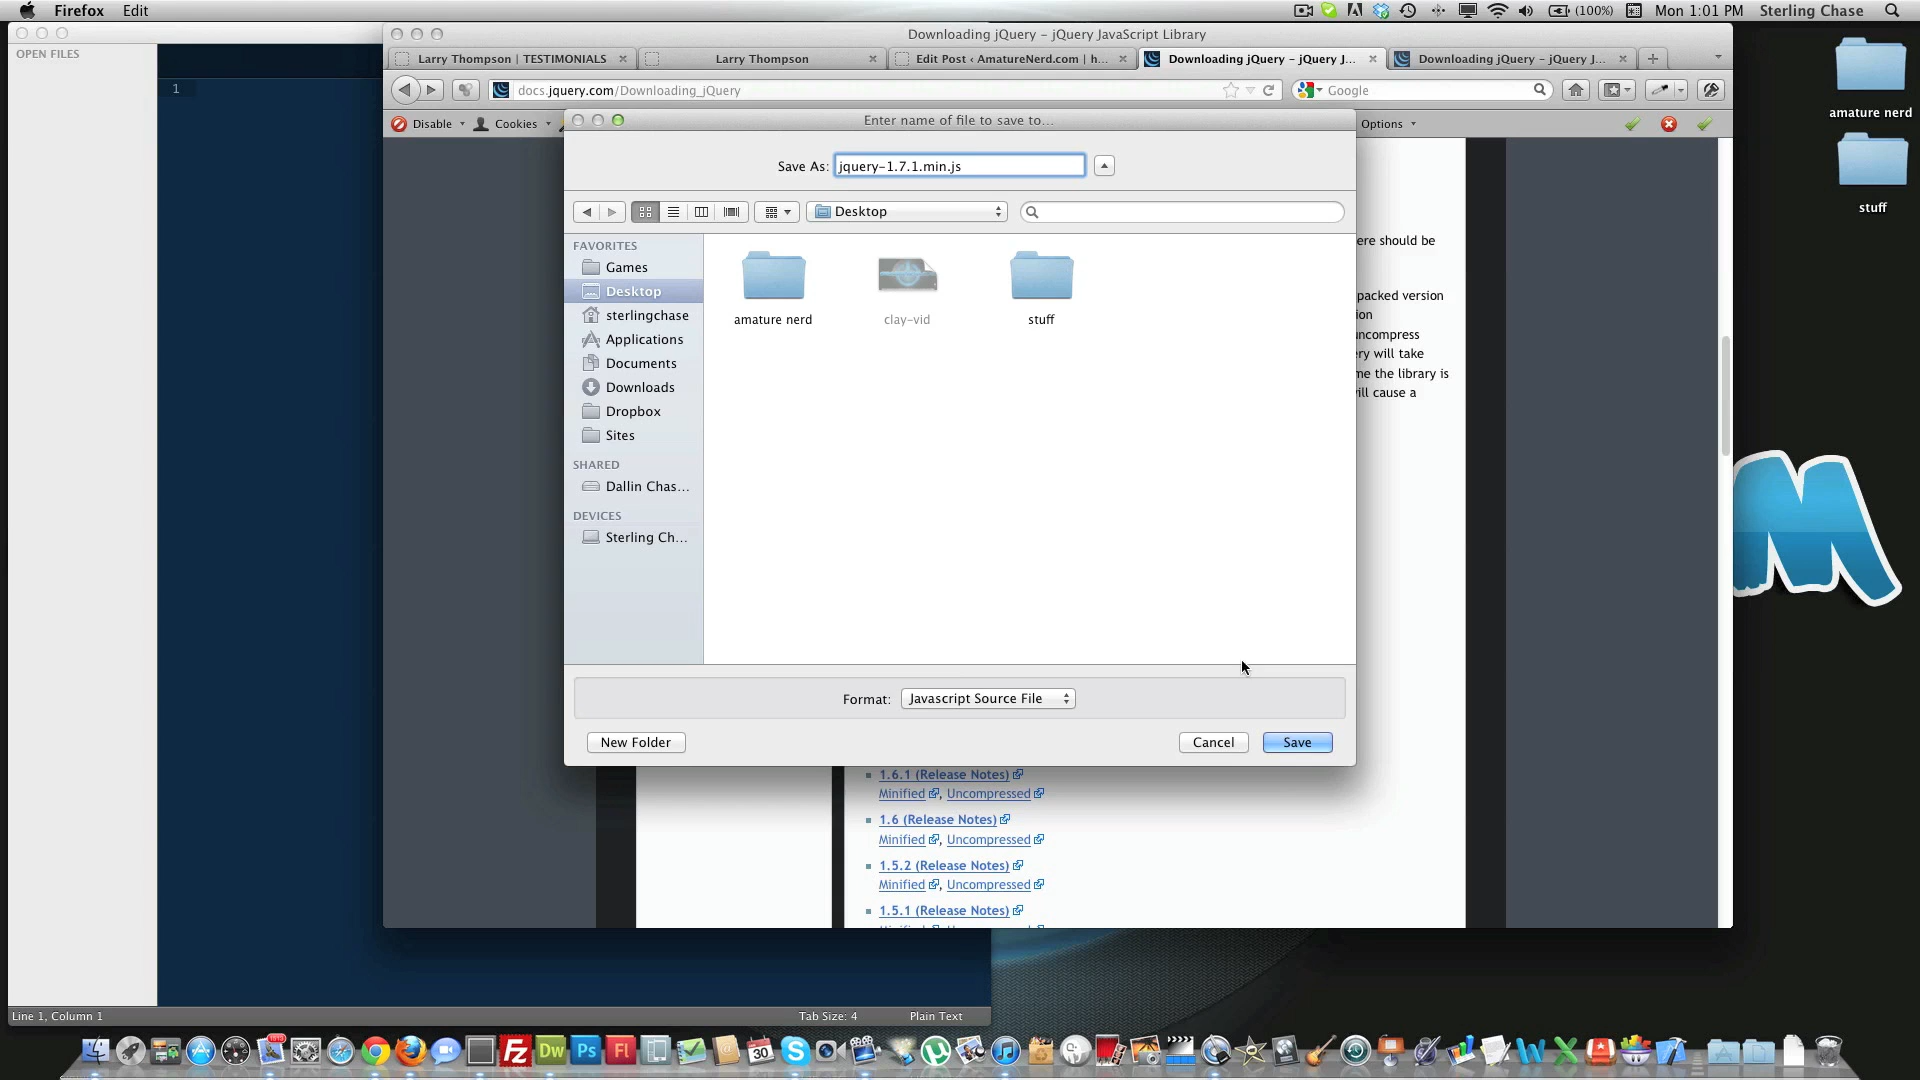 Firefox Edit
(100%) Mon 1:01 PM Sterling Chase
OPEN FILES
1
Downloading jQuery – jQuery JavaScript Library
Larry Thompson | TESTIMONIALS
Larry Thompson
Edit Post ‹ AmatureNerd.com | h...
Downloading jQuery – jQuery J...
Downloading jQuery – jQuery J...
docs.jquery.com/Downloading_jQuery
Google
Disable
Cookies
Options
Enter name of file to save to...
Save As: jquery-1.7.1.min.js
Desktop
FAVORITES
Games
Desktop
sterlingchase
Applications
Documents
Downloads
Dropbox
Sites
SHARED
Dallin Chas...
DEVICES
Sterling Ch...
amature nerd
clay-vid
stuff
ere should be
packed version
ion
uncompress
ry will take
me the library is
ill cause a
Format: Javascript Source File
New Folder
Cancel
Save
1.6.1 (Release Notes)
Minified, Uncompressed
1.6 (Release Notes)
Minified, Uncompressed
1.5.2 (Release Notes)
Minified, Uncompressed
1.5.1 (Release Notes)
amature nerd
stuff
M
Line 1, Column 1
Tab Size: 4
Plain Text
Fz
Dw
Ps
Fl
30